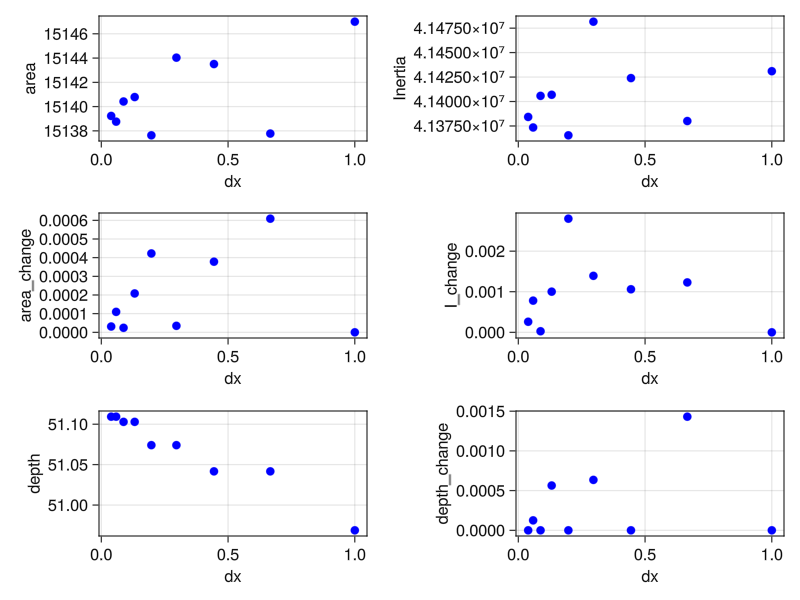 area
15146
15144
15142
15140
15138
0.0 0.5 1.0
dx
Inertia
4.14750×10⁷
4.14500×10⁷
4.14250×10⁷
4.14000×10⁷
4.13750×10⁷
0.0 0.5 1.0
dx
area_change
0.0006
0.0005
0.0004
0.0003
0.0002
0.0001
0.0000
0.0 0.5 1.0
dx
I_change
0.002
0.001
0.000
0.0 0.5 1.0
dx
depth
51.10
51.05
51.00
0.0 0.5 1.0
dx
depth_change
0.0015
0.0010
0.0005
0.0000
0.0 0.5 1.0
dx